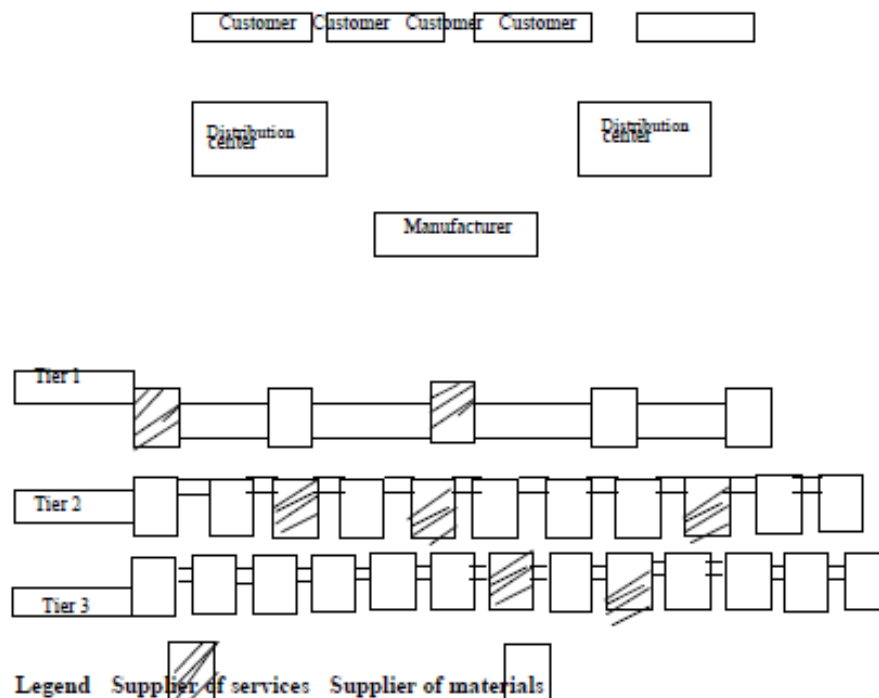 Customer Customer Customer Customer
Distribution
center
Distribution
center
Manufacturer
Tier 1
Tier 2
Tier 3
Legend Supplier of services Supplier of materials